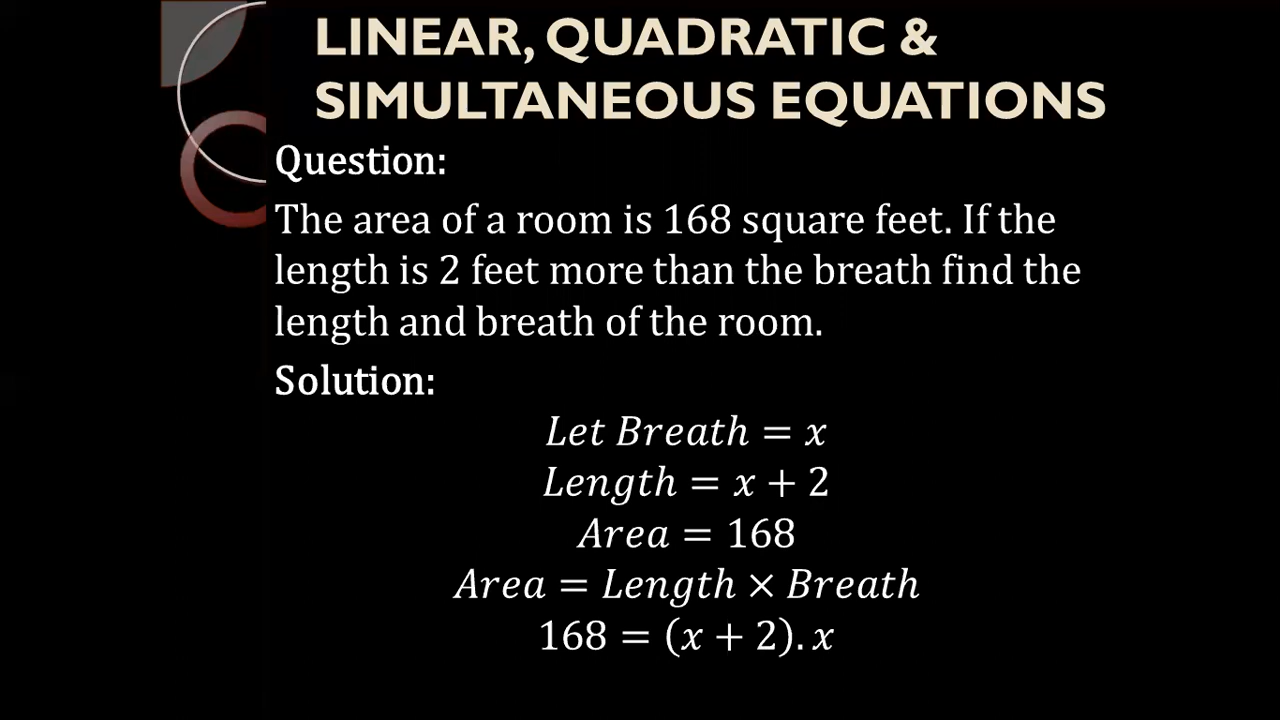 LINEAR, QUADRATIC &
SIMULTANEOUS EQUATIONS
Question:
The area of a room is 168 square feet. If the
length is 2 feet more than the breath find the
length and breath of the room.
Solution:
Let Breath = x
Length = x + 2
Area = 168
Area = Length × Breath
168 = (x + 2). x